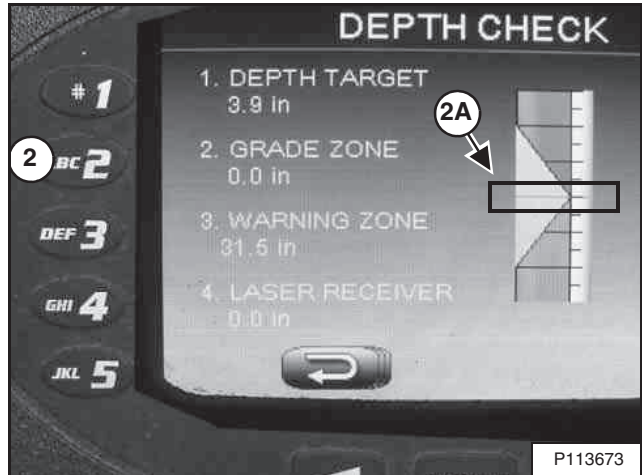 DEPTH CHECK
# 1
1. DEPTH TARGET
3.9 in
2A
2
BC 2
2. GRADE ZONE
0.0 in
DEF 3
3. WARNING ZONE
31.5 in
GHI 4
4. LASER RECEIVER
0.0 in
JKL 5
P113673